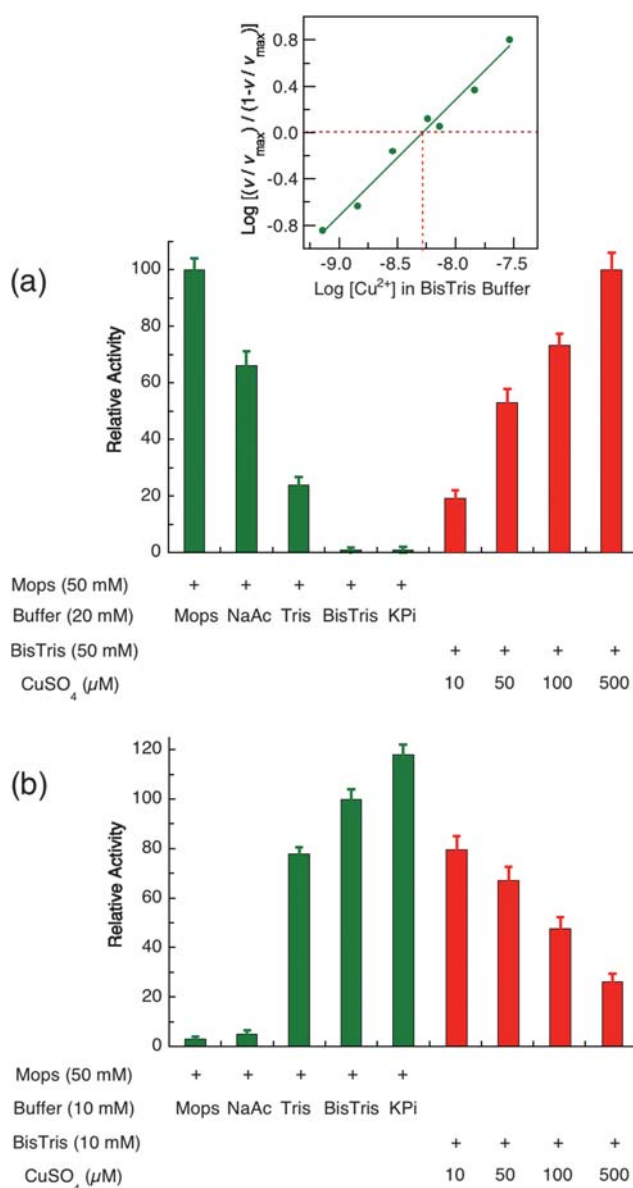 Log [(v / v max) / (1-v / v max)]
0.8
0.4
0.0
-0.4
-0.8
-9.0 -8.5 -8.0 -7.5
Log [Cu2+] in BisTris Buffer
(a)
Relative Activity
100
80
60
40
20
0
Mops (50 mM) + + + + +
Buffer (20 mM) Mops NaAc Tris BisTris KPi
BisTris (50 mM) + + + +
CuSO4 (µM) 10 50 100 500
(b)
Relative Activity
120
100
80
60
40
20
0
Mops (50 mM) + + + + +
Buffer (10 mM) Mops NaAc Tris BisTris KPi
BisTris (10 mM) + + + +
CuSO4 (µM) 10 50 100 500